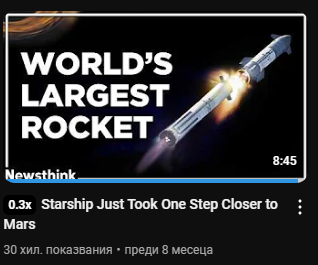 WORLD'S
LARGEST
ROCKET
8:45
Newsthink
0.3x Starship Just Took One Step Closer to
Mars
30 хил. показвания • преди 8 месеца